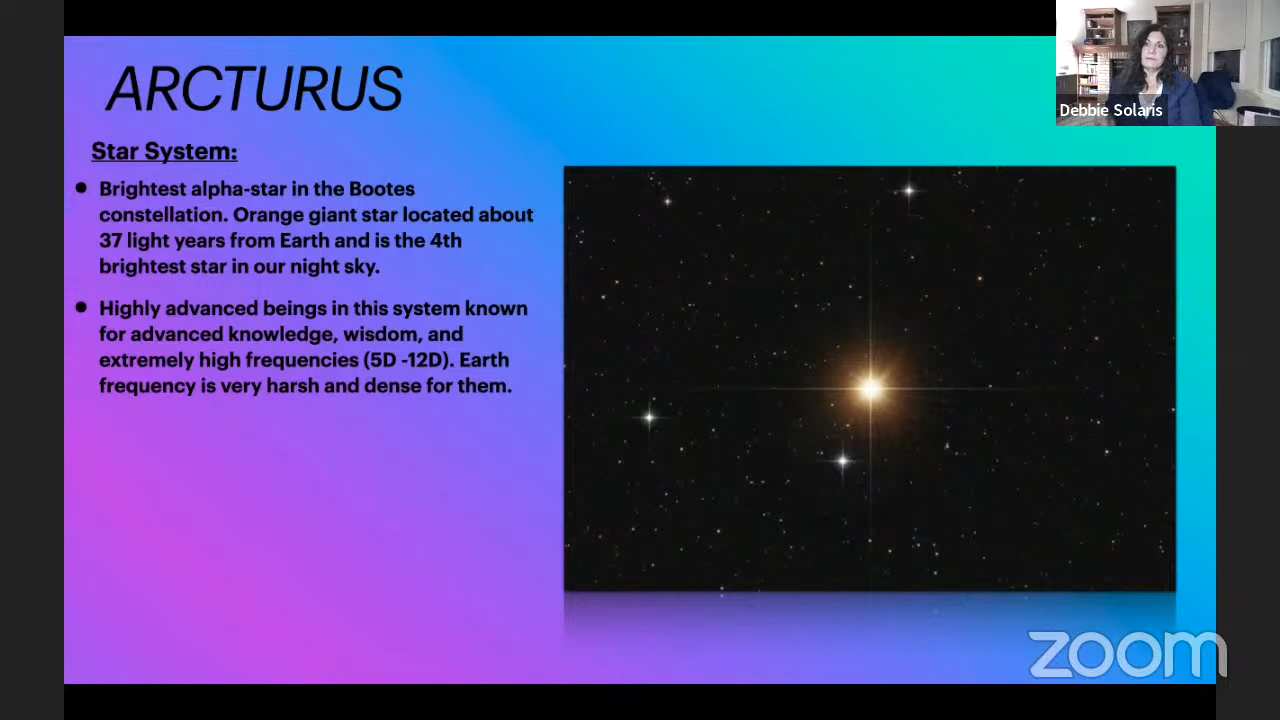 ARCTURUS
Debbie Solaris
Star System:
Brightest alpha-star in the Bootes
constellation. Orange giant star located about
37 light years from Earth and is the 4th
brightest star in our night sky.
Highly advanced beings in this system known
for advanced knowledge, wisdom, and
extremely high frequencies (5D -12D). Earth
frequency is very harsh and dense for them.
zoom